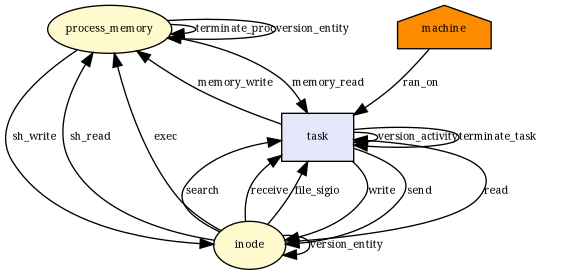 process_memory
terminate_proc
version_entity
machine
memory_write
memory_read
ran_on
sh_write
sh_read
exec
task
version_activity
terminate_task
search
receive
file_sigio
write
send
read
inode
version_entity